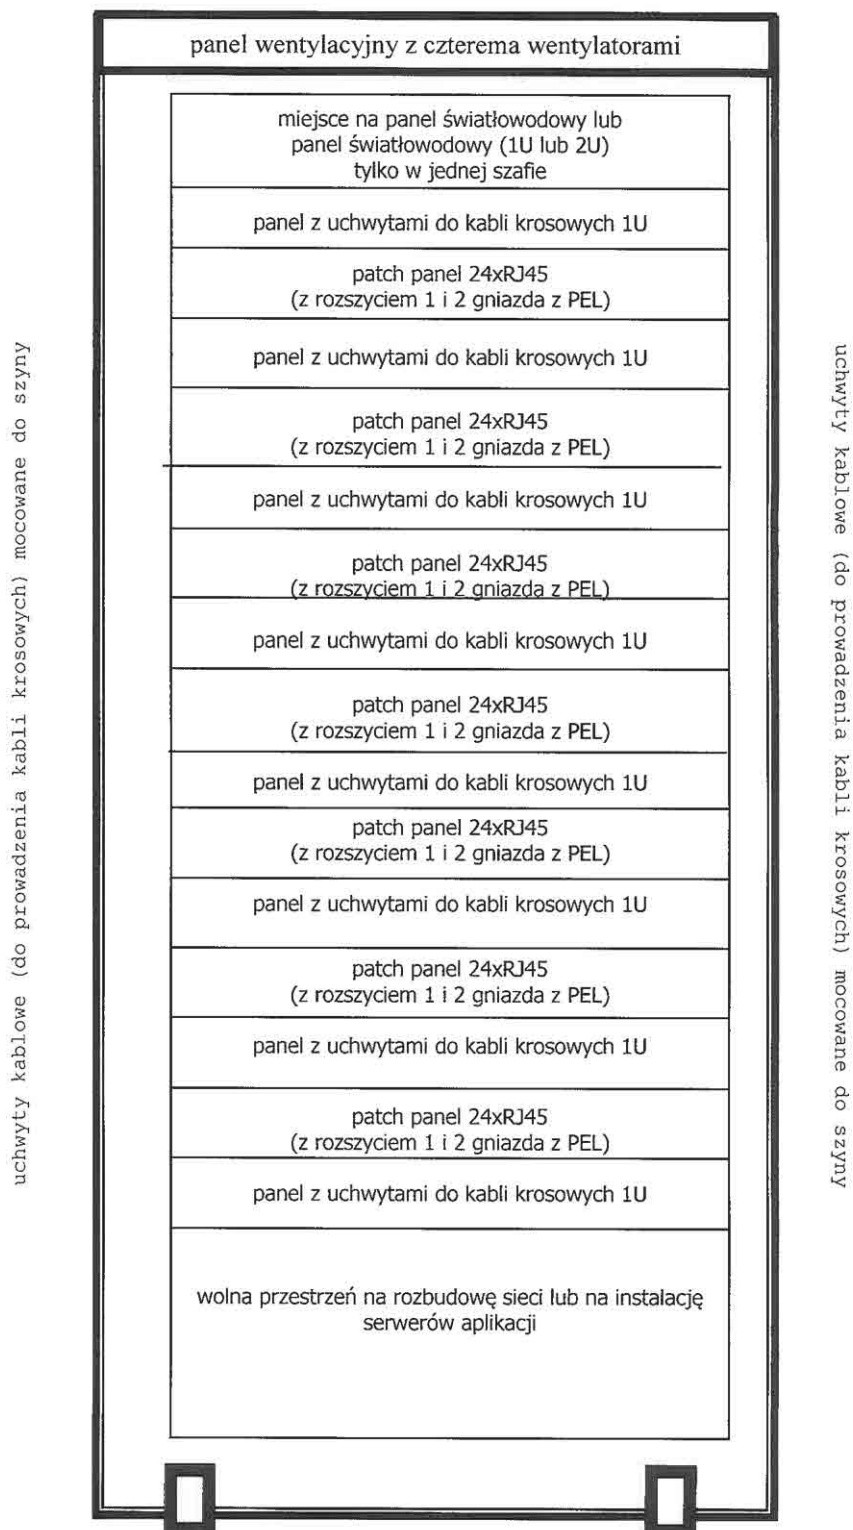 panel wentylacyjny z czterema wentylatorami
miejsce na panel światłowodowy lub
panel światłowodowy (1U lub 2U)
tylko w jednej szafie
panel z uchwytami do kabli krosowych 1U
patch panel 24xRJ45
(z rozszyciem 1 i 2 gniazda z PEL)
panel z uchwytami do kabli krosowych 1U
patch panel 24xRJ45
(z rozszyciem 1 i 2 gniazda z PEL)
panel z uchwytami do kabli krosowych 1U
patch panel 24xRJ45
(z rozszyciem 1 i 2 gniazda z PEL)
panel z uchwytami do kabli krosowych 1U
patch panel 24xRJ45
(z rozszyciem 1 i 2 gniazda z PEL)
panel z uchwytami do kabli krosowych 1U
patch panel 24xRJ45
(z rozszyciem 1 i 2 gniazda z PEL)
panel z uchwytami do kabli krosowych 1U
patch panel 24xRJ45
(z rozszyciem 1 i 2 gniazda z PEL)
panel z uchwytami do kabli krosowych 1U
patch panel 24xRJ45
(z rozszyciem 1 i 2 gniazda z PEL)
panel z uchwytami do kabli krosowych 1U
wolna przestrzeń na rozbudowę sieci lub na instalację
serwerów aplikacji
uchwyty kablowe (do prowadzenia kabli krosowych) mocowane do szyny
uchwyty kablowe (do prowadzenia kabli krosowych) mocowane do szyny